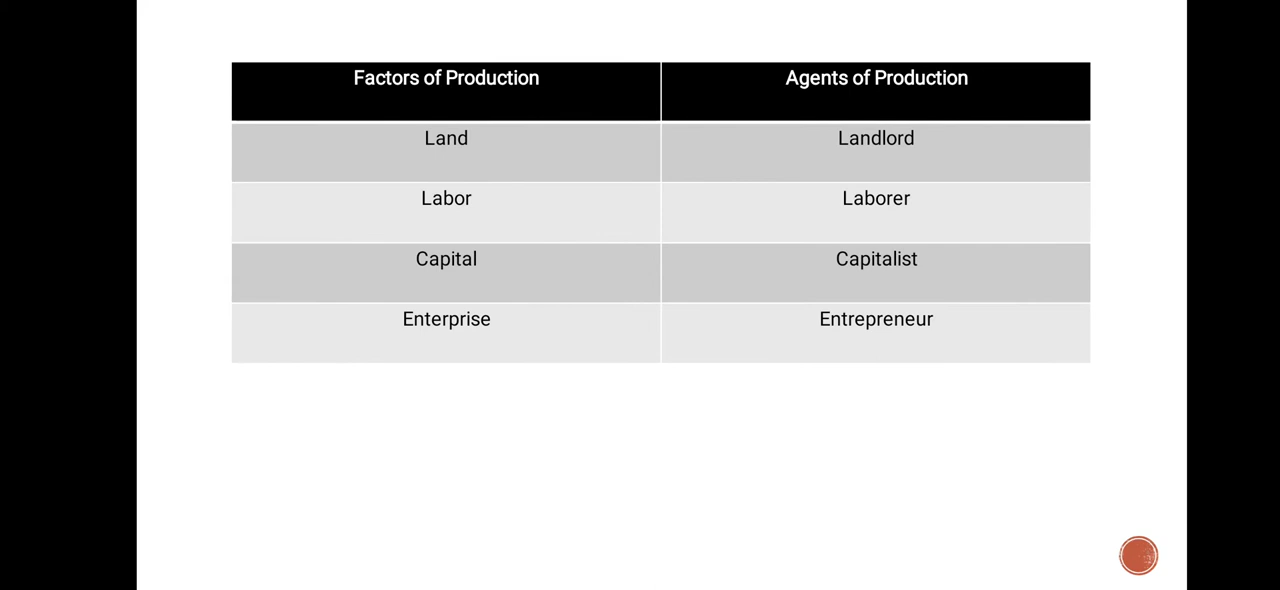 Factors of Production Agents of Production
Land Landlord
Labor Laborer
Capital Capitalist
Enterprise Entrepreneur